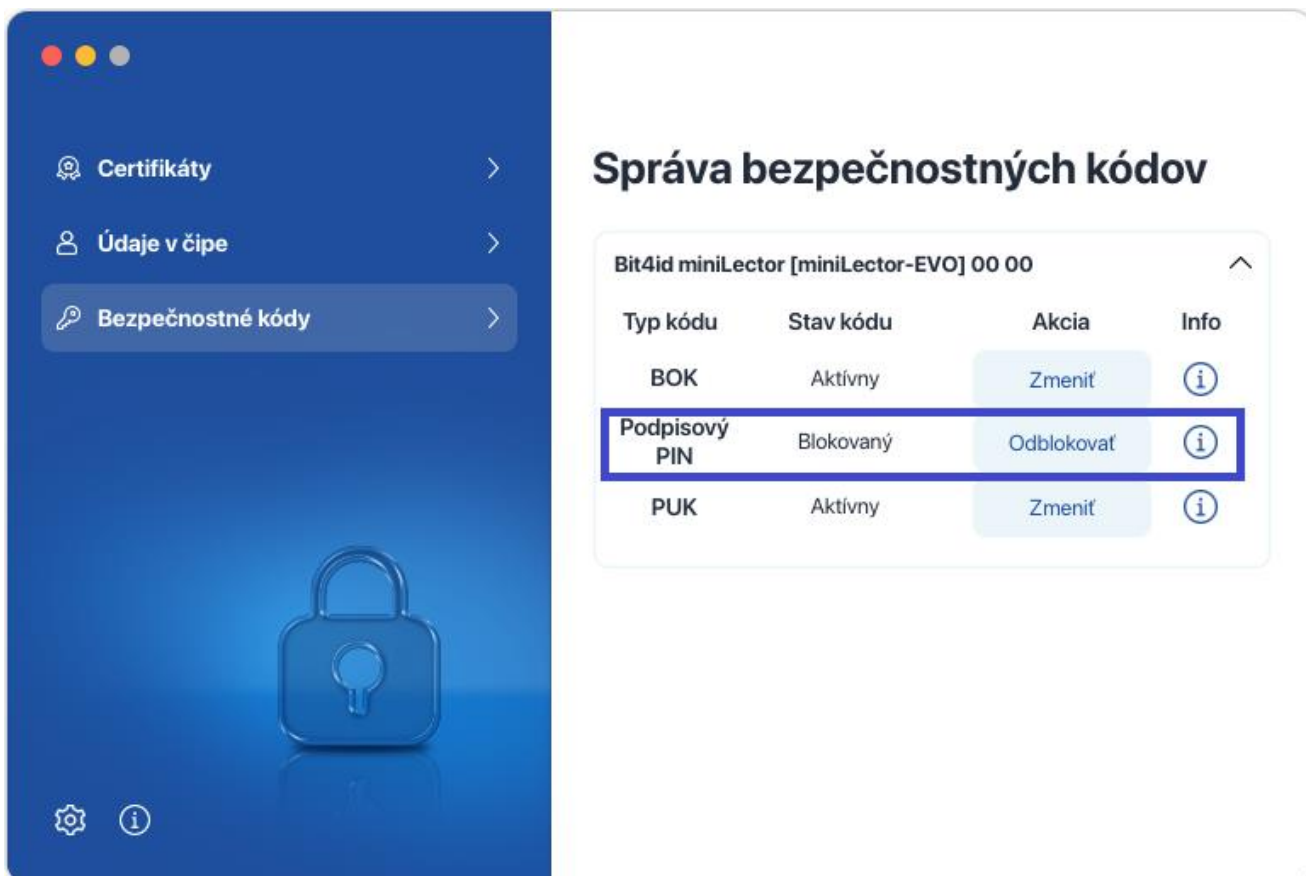 Certifikáty
Údaje v čipe
Bezpečnostné kódy
Správa bezpečnostných kódov
Bit4id miniLector [miniLector-EVO] 00 00
Typ kódu Stav kódu Akcia Info
BOK Aktívny Zmeniť
Podpisový PIN Blokovaný Odblokovať
PUK Aktívny Zmeniť